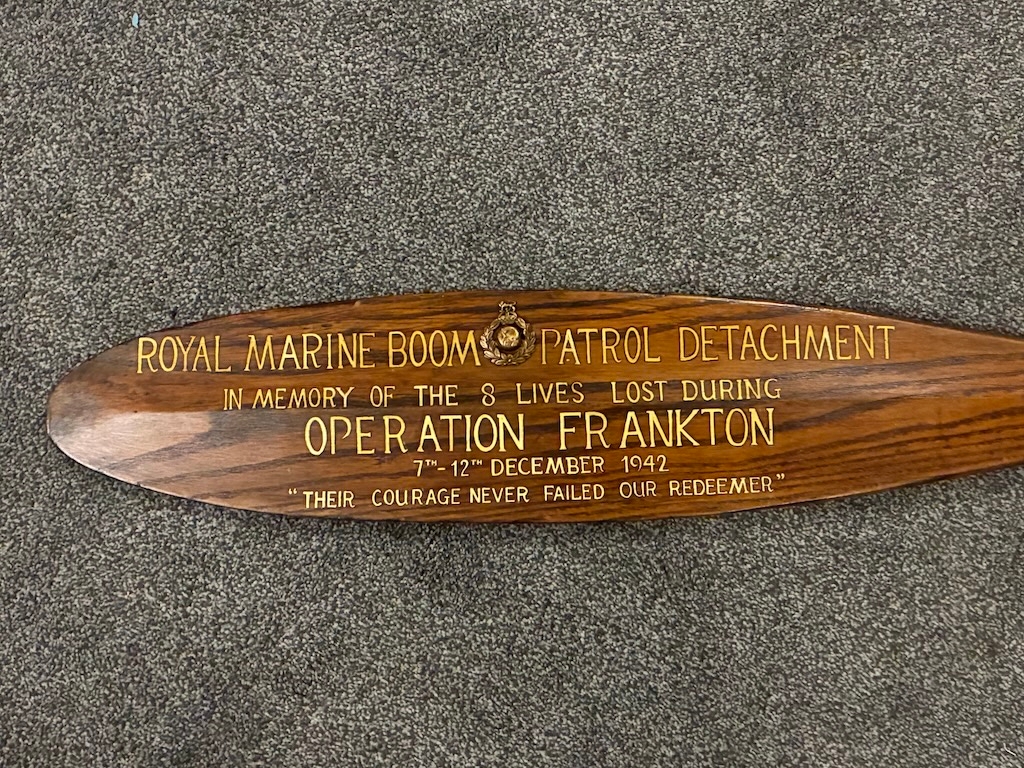 ROYAL MARINE BOOM PATROL DETACHMENT
IN MEMORY OF THE 8 LIVES LOST DURING
OPERATION FRANKTON
7TH-12TH DECEMBER 1942
"THEIR COURAGE NEVER FAILED OUR REDEEMER"